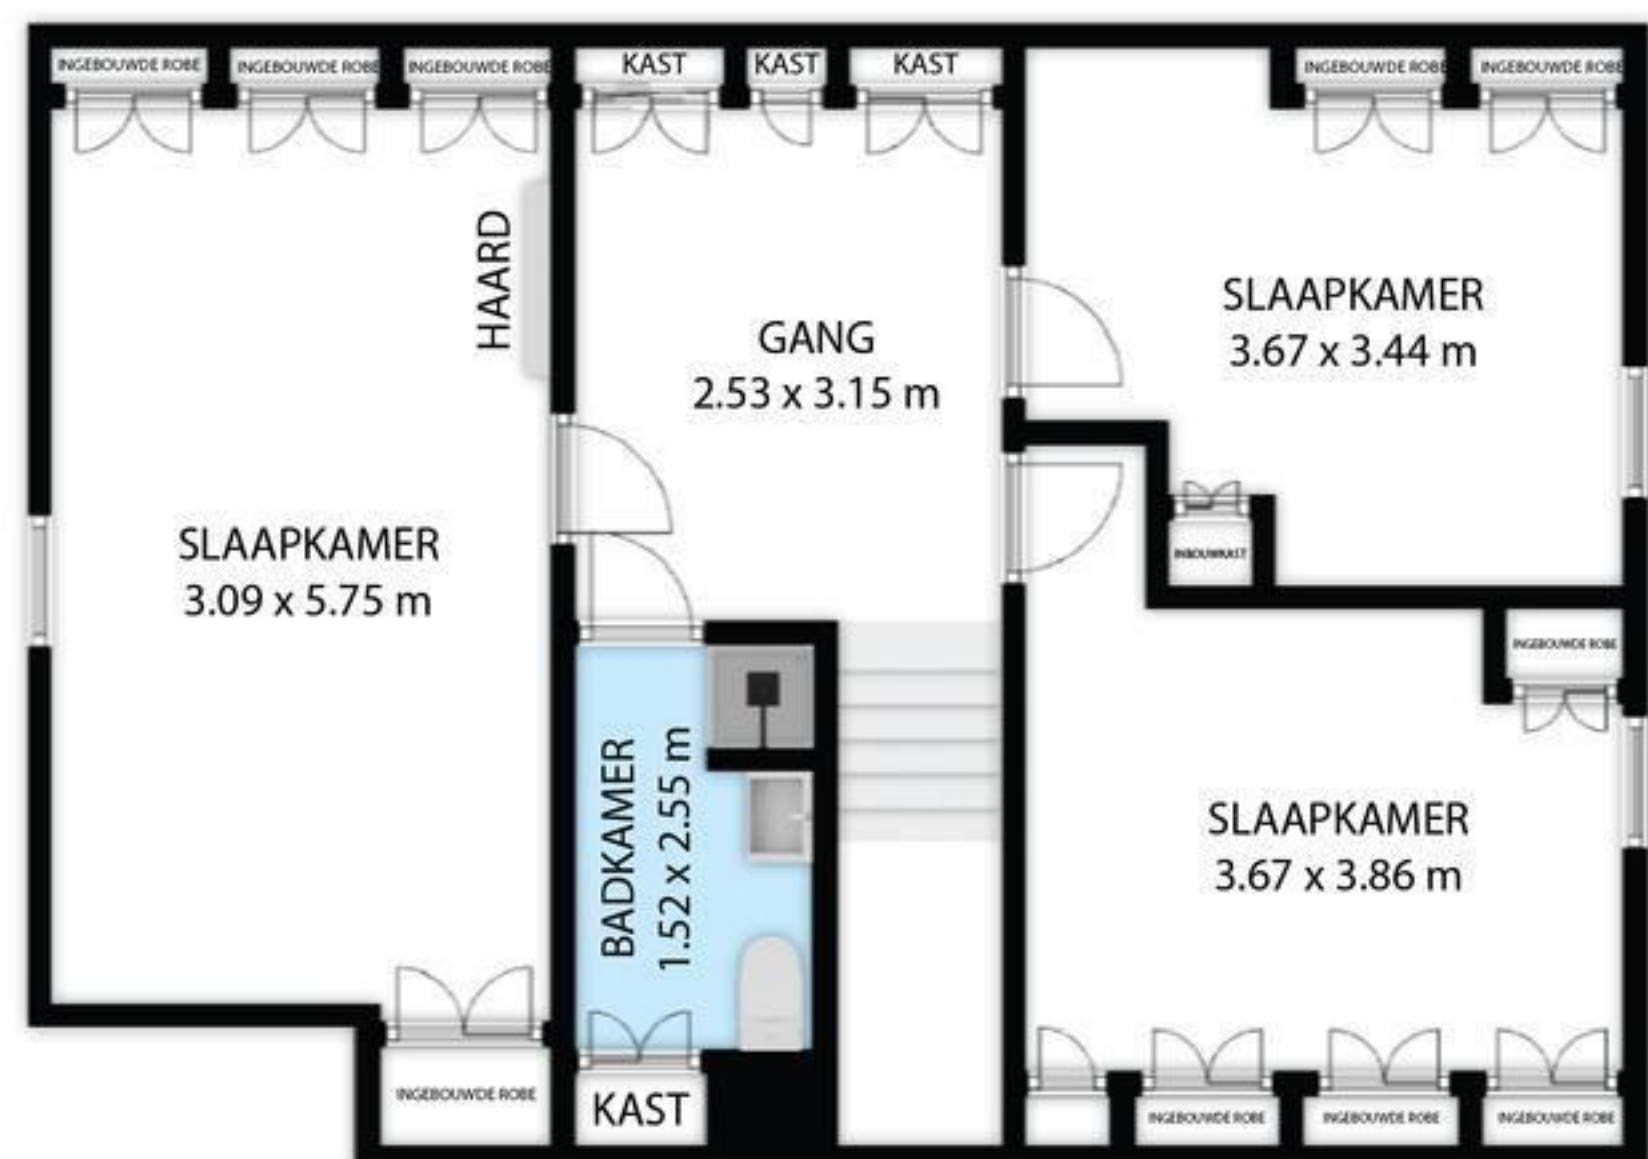 INGEBOUWDE ROBE
INGEBOUWDE ROBE
INGEBOUWDE ROBE
KAST
KAST
KAST
INGEBOUWDE ROBE
INGEBOUWDE ROBE
HAARD
GANG
2.53 x 3.15 m
SLAAPKAMER
3.67 x 3.44 m
SLAAPKAMER
3.09 x 5.75 m
INBOUWKAST
INGEBOUWDE ROBE
BADKAMER
1.52 x 2.55 m
SLAAPKAMER
3.67 x 3.86 m
INGEBOUWDE ROBE
KAST
INGEBOUWDE ROBE
INGEBOUWDE ROBE
INGEBOUWDE ROBE